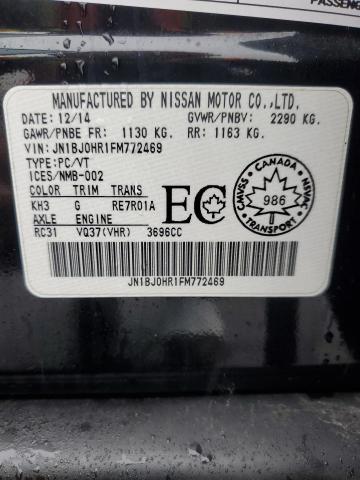 PASSENG
MANUFACTURED BY NISSAN MOTOR CO.,LTD.
DATE: 12/14 GVWR/PNBV: 2290 KG.
GAWR/PNBE FR: 1130 KG. RR: 1163 KG.
VIN: JN1BJ0HR1FM772469
TYPE:PC/VT
ICES/NMB-002
COLOR TRIM TRANS
KH3 G RE7R01A
AXLE ENGINE
RC31 VQ37(VHR) 3696CC
EC
CANADA
CMVSS
NSVAC
986
TRANSPORT
JN1BJ0HR1FM772469